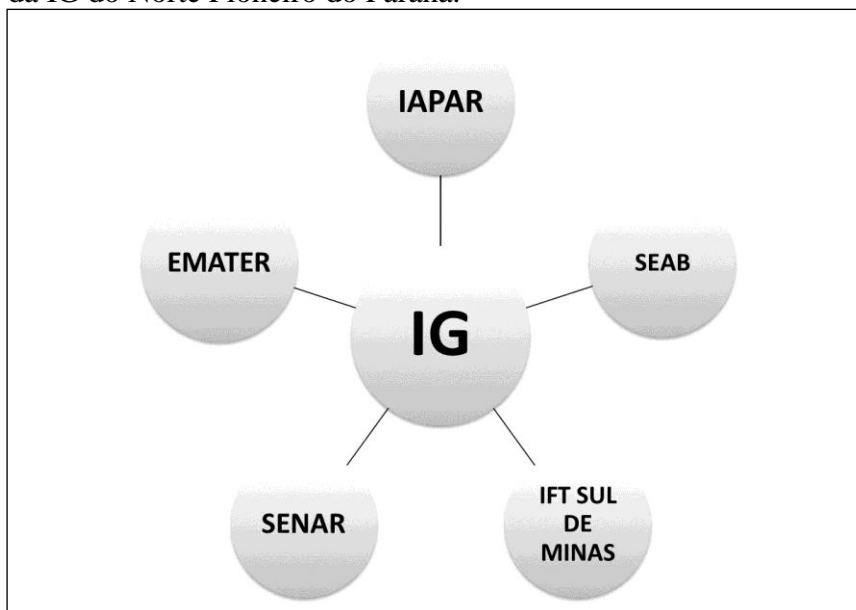 da IG do Norte Pioneiro do Paraná.
IAPAR
EMATER
SEAB
IG
SENAR
IFT SUL
DE
MINAS